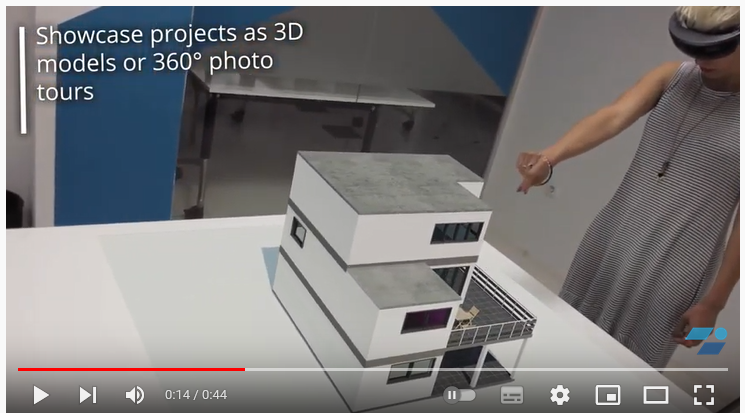 Showcase projects as 3D
models or 360° photo
tours
0:14 / 0:44